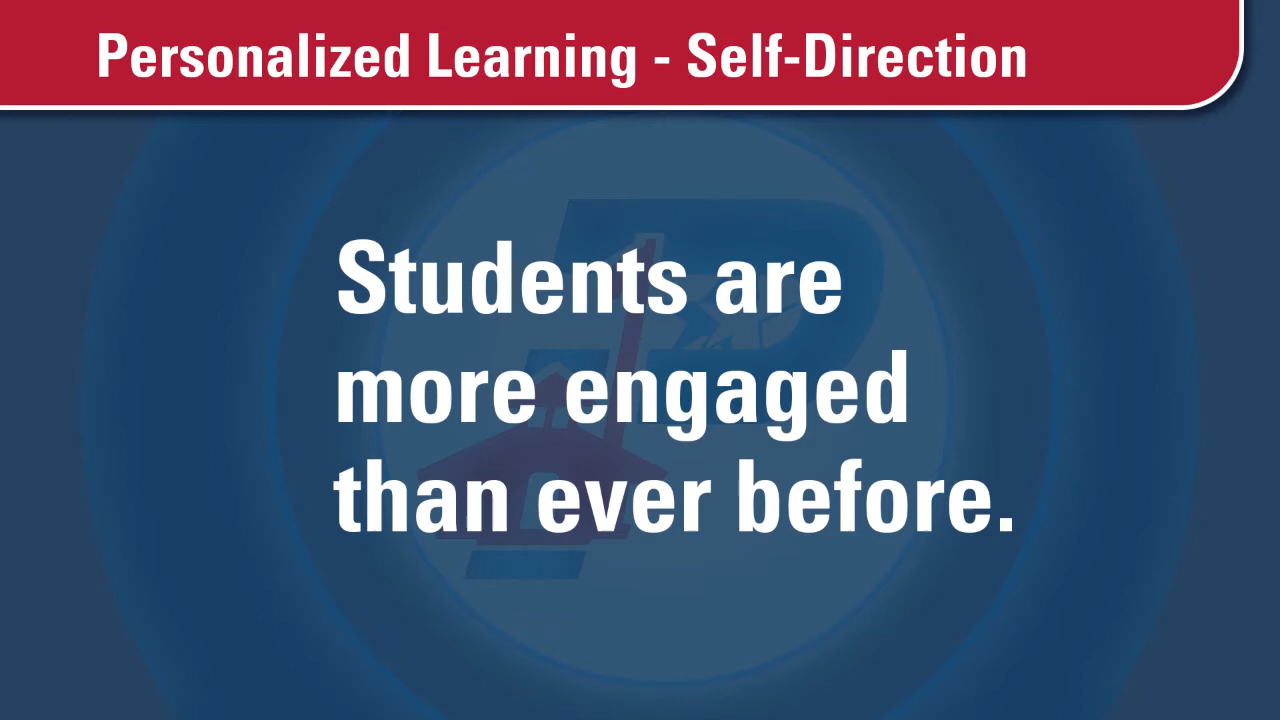 Personalized Learning - Self-Direction
Students are
more engaged
than ever before.